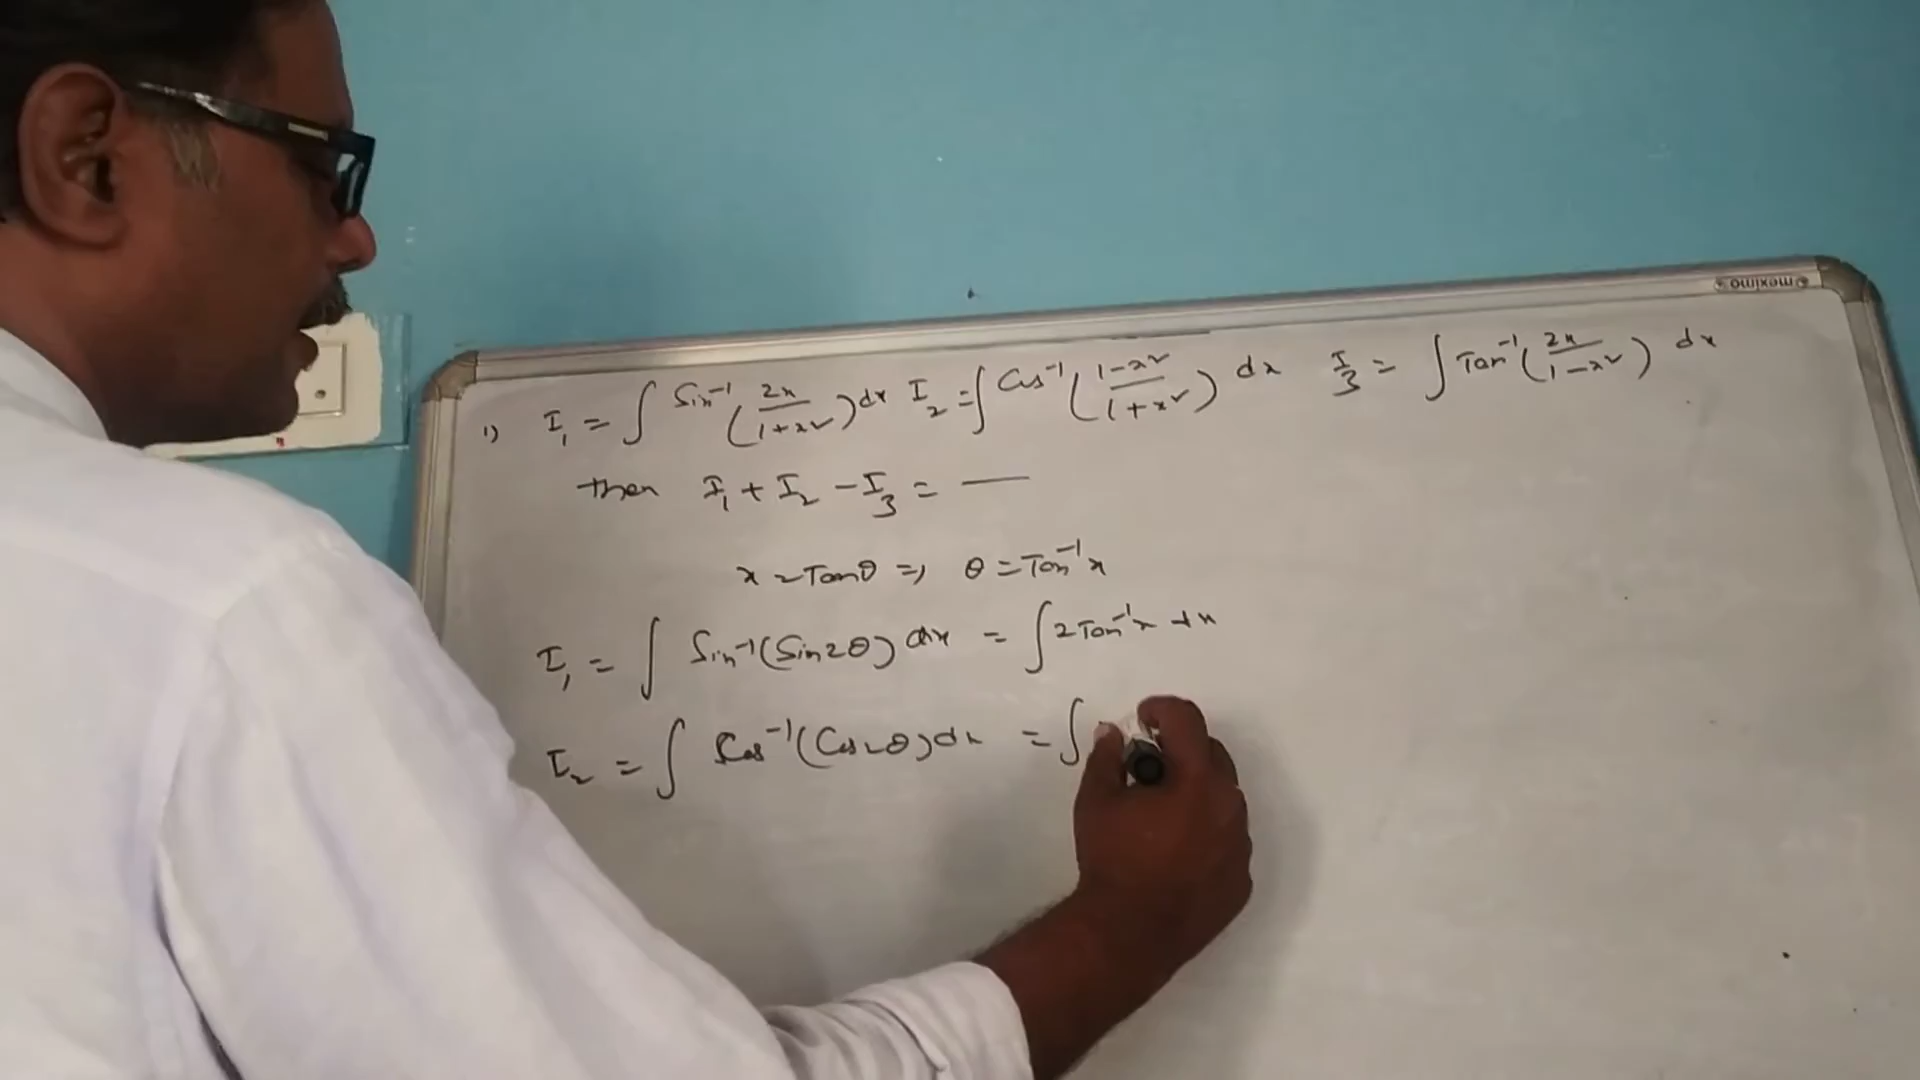 meximo
1) I₁ = ∫ Sin⁻¹(2x/(1+x²)) dx I₂ = ∫ Cos⁻¹((1-x²)/(1+x²)) dx I₃ = ∫ Tan⁻¹(2x/(1-x²)) dx
then I₁ + I₂ - I₃ = —
x = Tanθ => θ = Tan⁻¹x
I₁ = ∫ Sin⁻¹(Sin2θ) dx = ∫ 2Tan⁻¹x dx
I₂ = ∫ Cos⁻¹(Cos2θ) dx = ∫